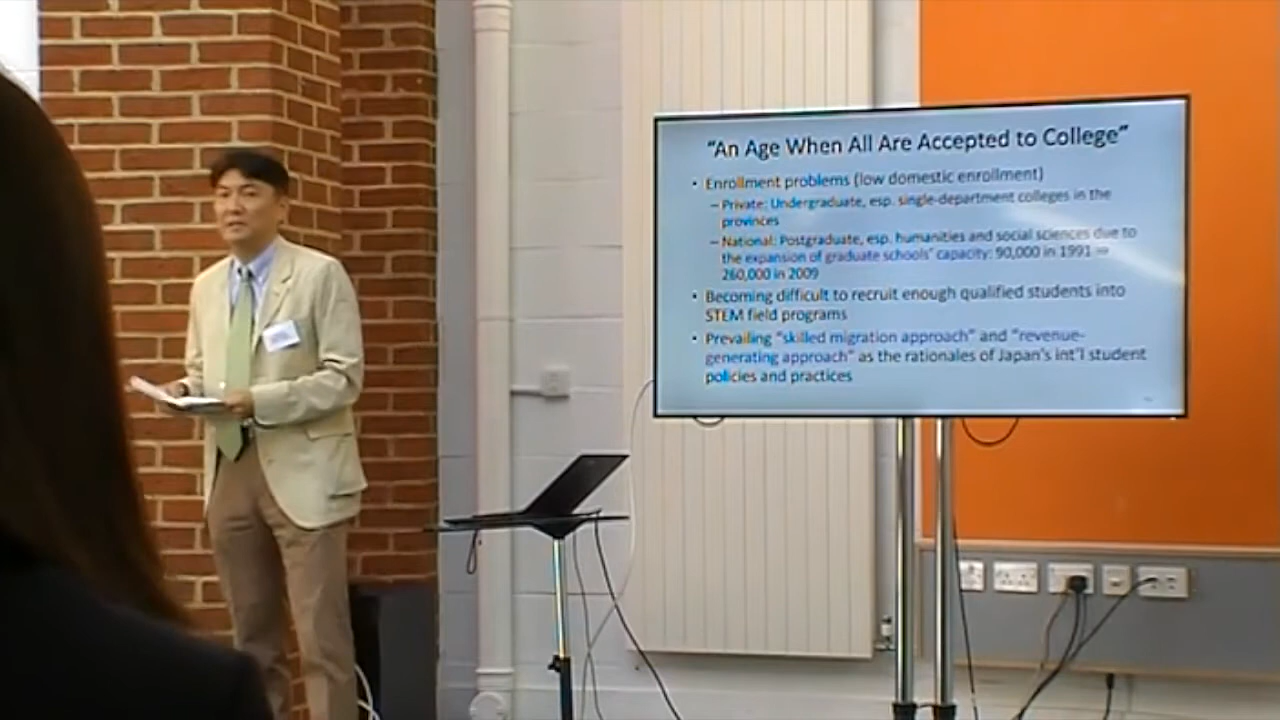 "An Age When All Are Accepted to College"
• Enrollment problems (low domestic enrollment)
– Private: Undergraduate, esp. single-department colleges in the
provinces
– National: Postgraduate, esp. humanities and social sciences due to
the expansion of graduate schools' capacity: 90,000 in 1991 ⇒
260,000 in 2009
• Becoming difficult to recruit enough qualified students into
STEM field programs
• Prevailing "skilled migration approach" and "revenue-
generating approach" as the rationales of Japan's int'l student
policies and practices